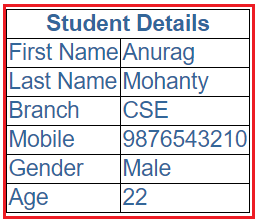 Student Details
First Name Anurag
Last Name Mohanty
Branch CSE
Mobile 9876543210
Gender Male
Age 22